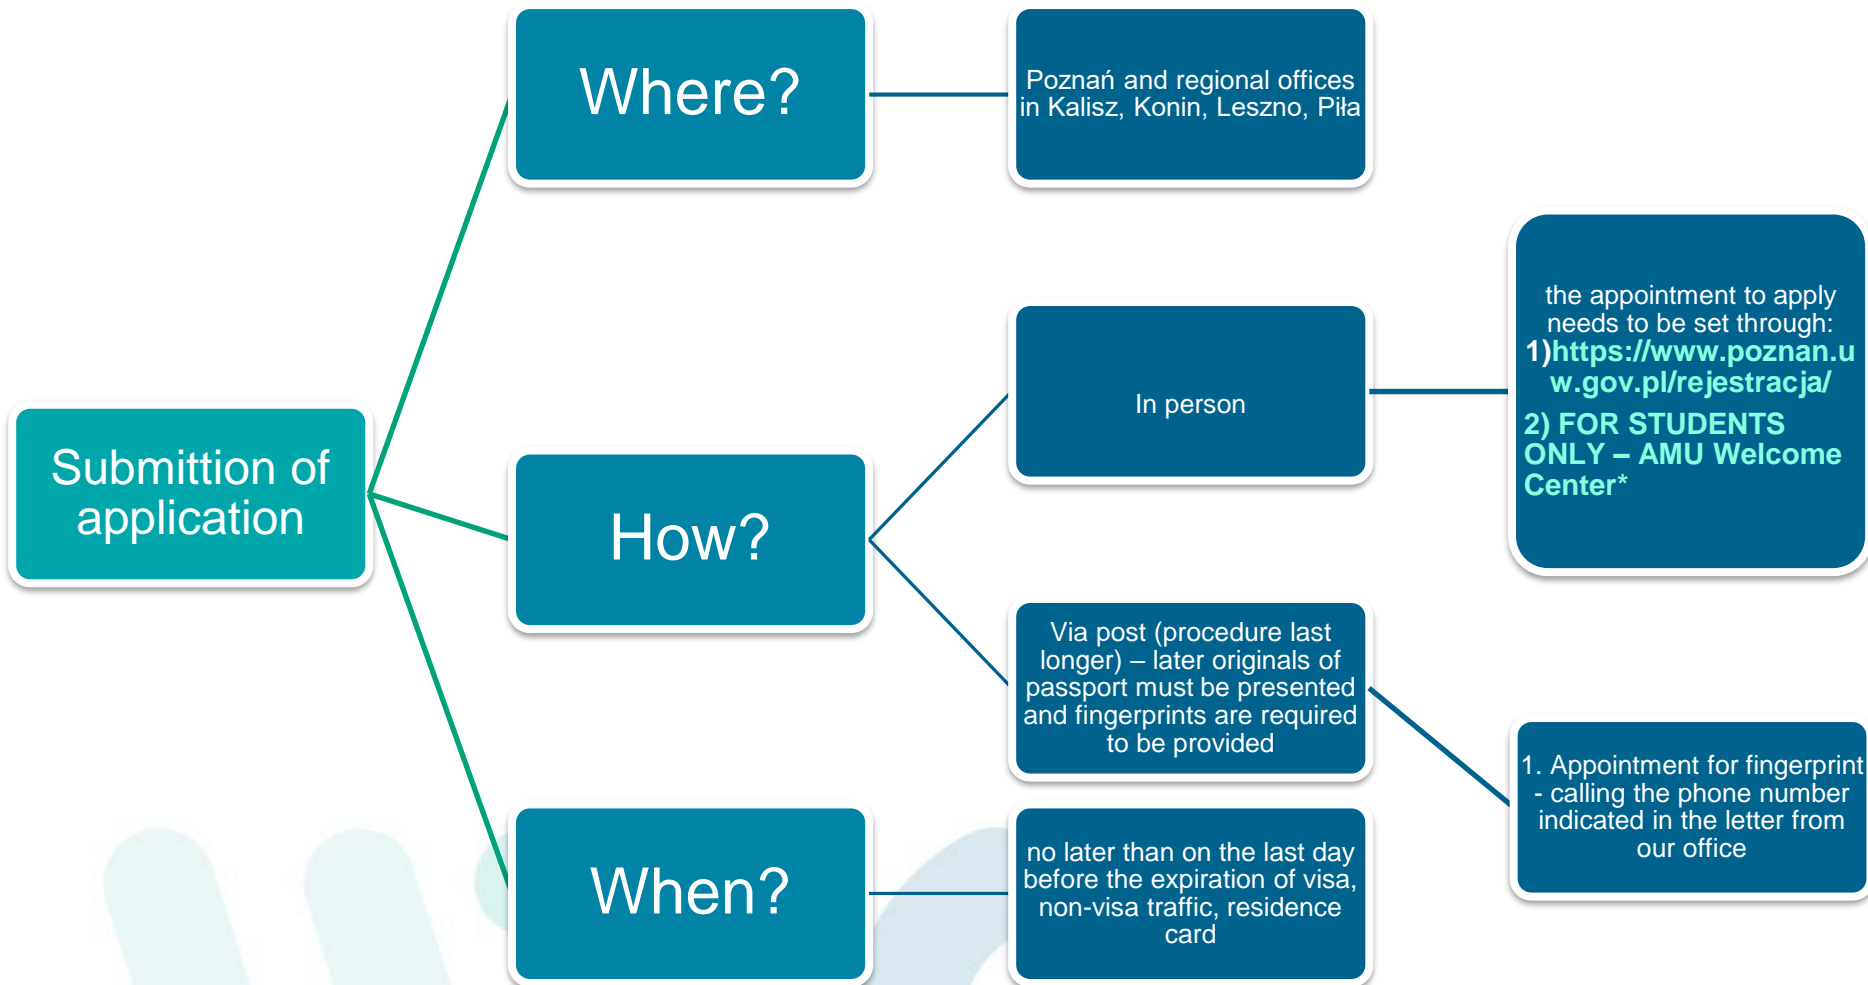 Submittion of
application
Where?
Poznań and regional offices
in Kalisz, Konin, Leszno, Piła
How?
In person
the appointment to apply
needs to be set through:
1)https://www.poznan.u
w.gov.pl/rejestracja/
2) FOR STUDENTS
ONLY – AMU Welcome
Center*
Via post (procedure last
longer) – later originals of
passport must be presented
and fingerprints are required
to be provided
1. Appointment for fingerprint
- calling the phone number
indicated in the letter from
our office
When?
no later than on the last day
before the expiration of visa,
non-visa traffic, residence
card